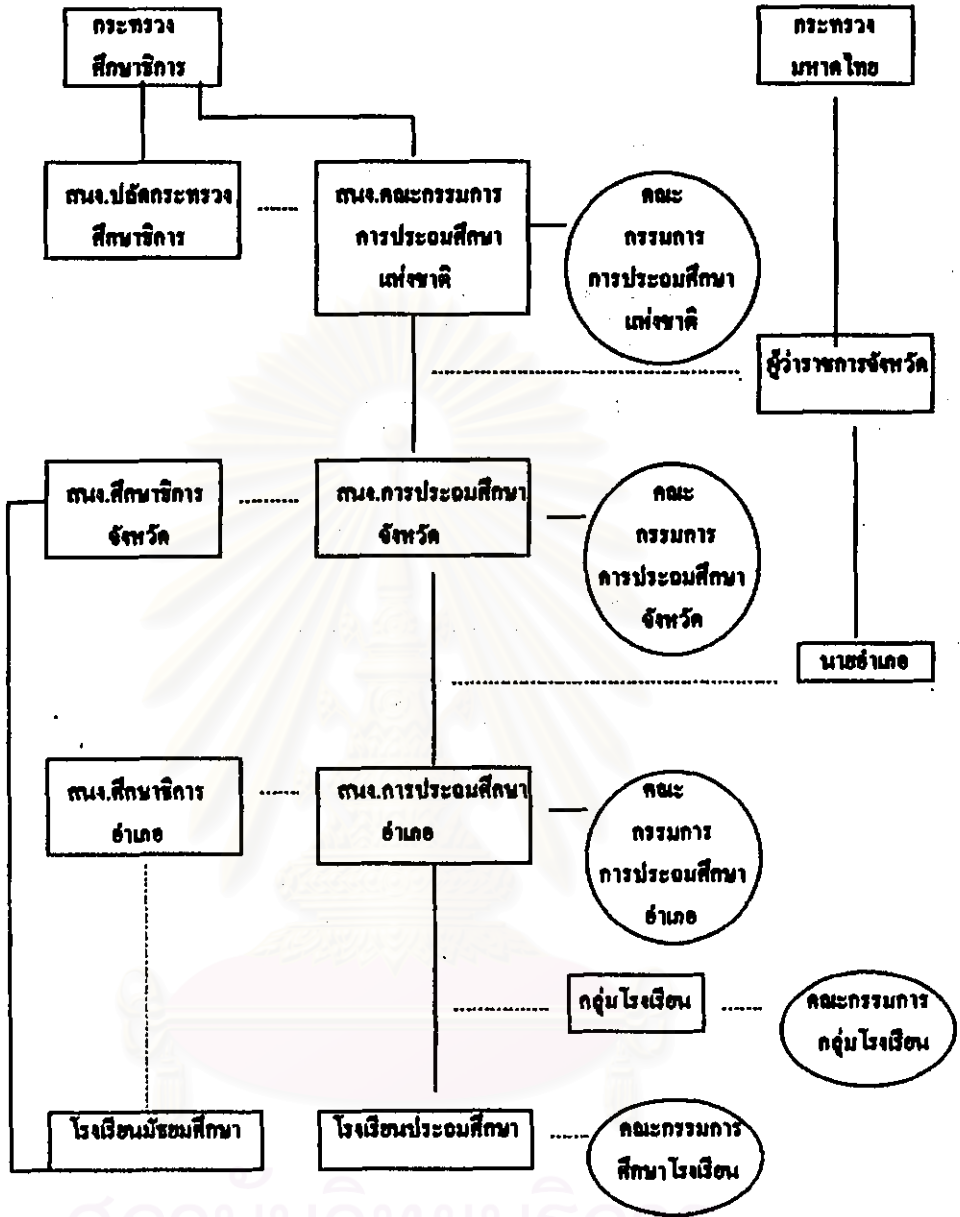 กระทรวง
ศึกษาธิการ
กระทรวง
มหาดไทย
สนง.ปลัดกระทรวง
ศึกษาธิการ
สนง.คณะกรรมการ
การประถมศึกษา
แห่งชาติ
คณะ
กรรมการ
การประถมศึกษา
แห่งชาติ
ผู้ว่าราชการจังหวัด
สนง.ศึกษาธิการ
จังหวัด
สนง.การประถมศึกษา
จังหวัด
คณะ
กรรมการ
การประถมศึกษา
จังหวัด
นายอำเภอ
สนง.ศึกษาธิการ
อำเภอ
สนง.การประถมศึกษา
อำเภอ
คณะ
กรรมการ
การประถมศึกษา
อำเภอ
กลุ่มโรงเรียน
คณะกรรมการ
กลุ่มโรงเรียน
โรงเรียนมัธยมศึกษา
โรงเรียนประถมศึกษา
คณะกรรมการ
ศึกษาโรงเรียน